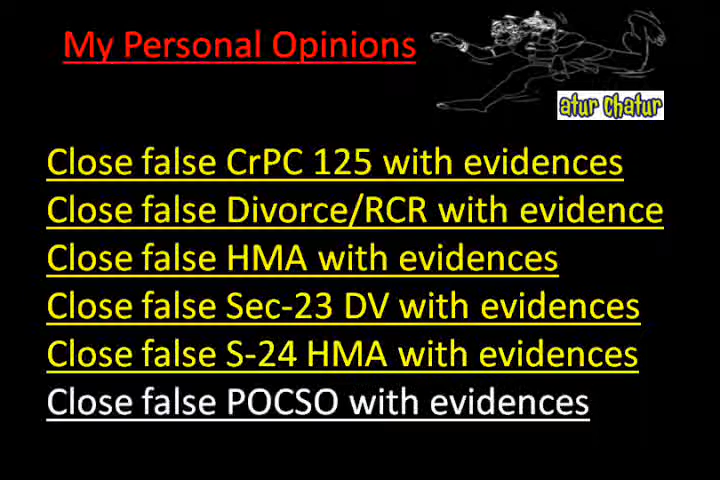 My Personal Opinions
atur Chatur
Close false CrPC 125 with evidences
Close false Divorce/RCR with evidence
Close false HMA with evidences
Close false Sec-23 DV with evidences
Close false S-24 HMA with evidences
Close false POCSO with evidences